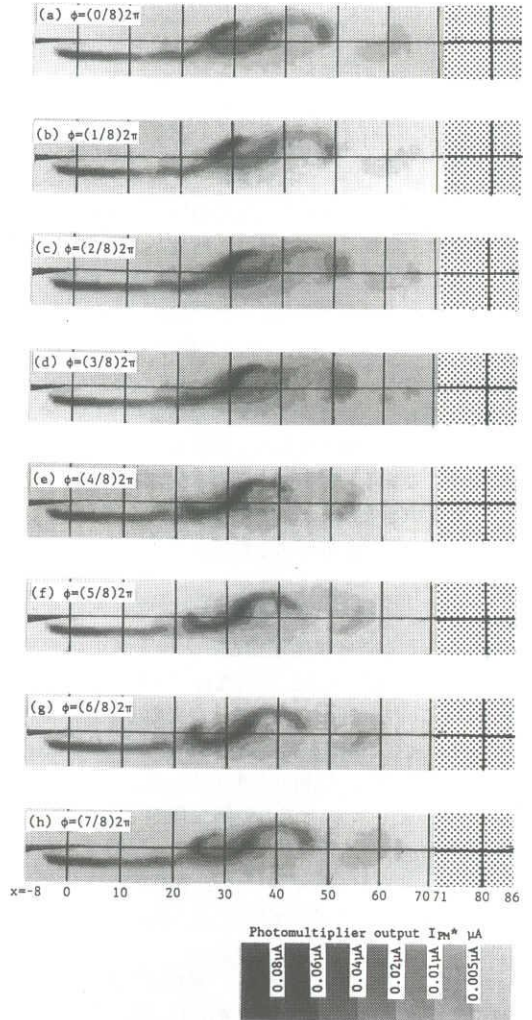 (a) φ=(0/8)2π
(b) φ=(1/8)2π
(c) φ=(2/8)2π
(d) φ=(3/8)2π
(e) φ=(4/8)2π
(f) φ=(5/8)2π
(g) φ=(6/8)2π
(h) φ=(7/8)2π
x=-8 0 10 20 30 40 50 60 70 71 80 86
Photomultiplier output IPM* μA
0.08μA 0.06μA 0.04μA 0.02μA 0.01μA 0.005μA